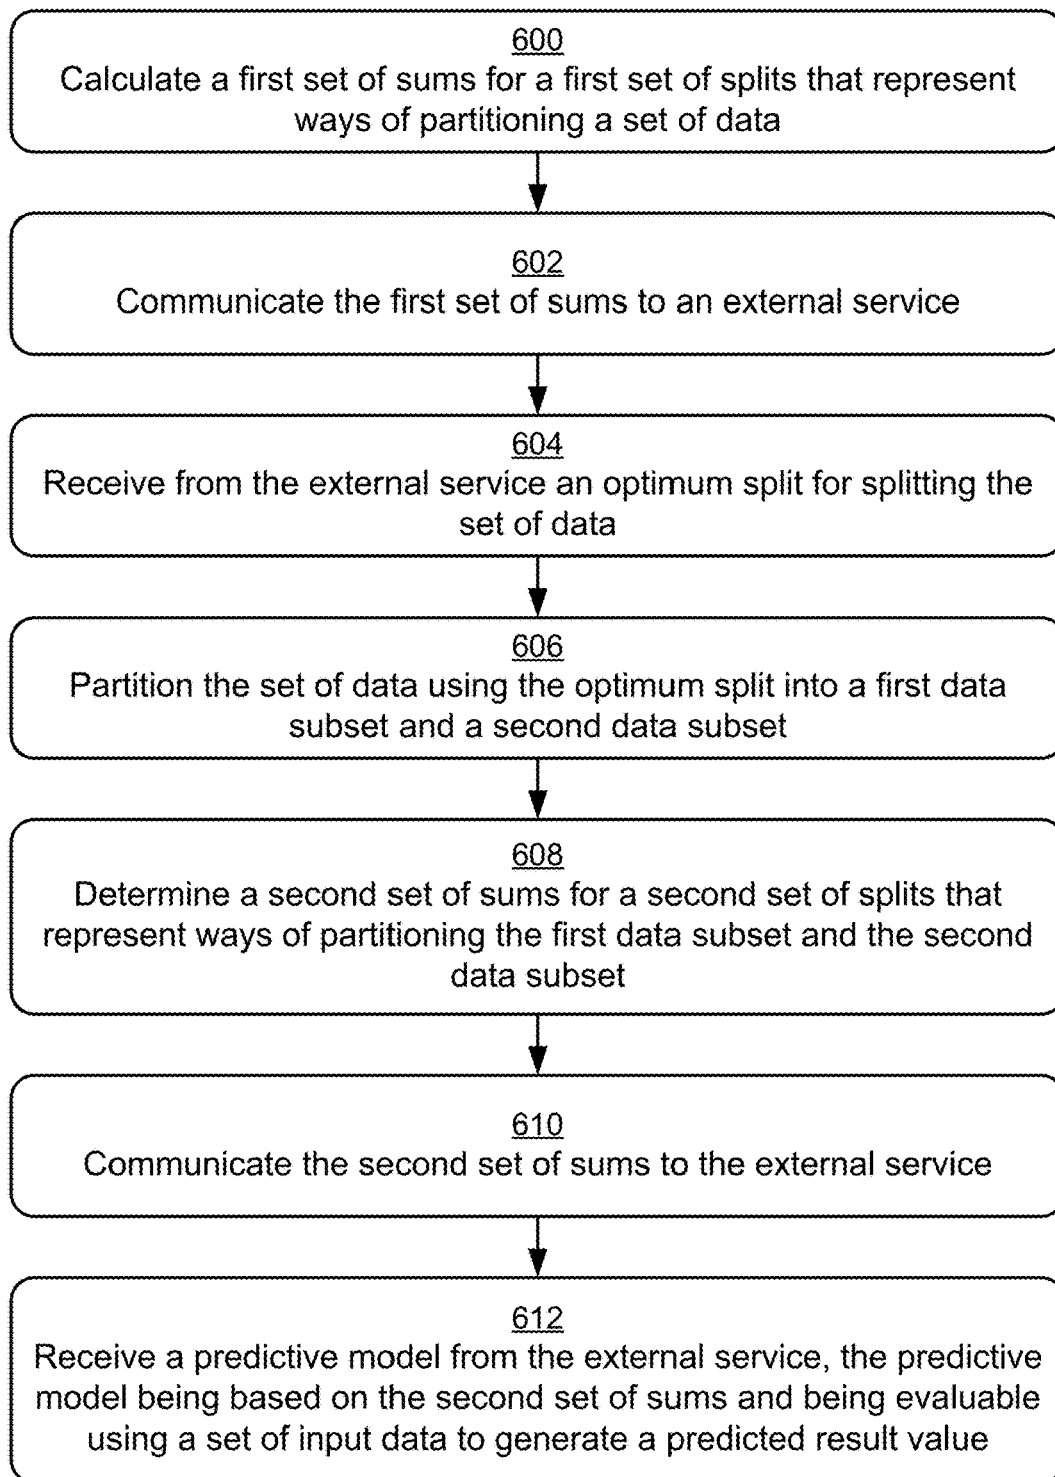 600
Calculate a first set of sums for a first set of splits that represent
ways of partitioning a set of data
602
Communicate the first set of sums to an external service
604
Receive from the external service an optimum split for splitting the
set of data
606
Partition the set of data using the optimum split into a first data
subset and a second data subset
608
Determine a second set of sums for a second set of splits that
represent ways of partitioning the first data subset and the second
data subset
610
Communicate the second set of sums to the external service
612
Receive a predictive model from the external service, the predictive
model being based on the second set of sums and being evaluable
using a set of input data to generate a predicted result value